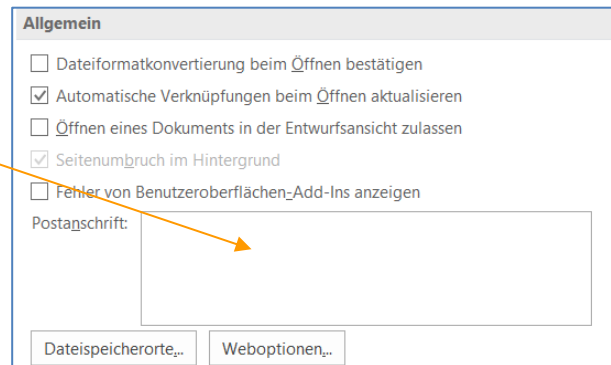 Allgemein
Dateiformatkonvertierung beim Öffnen bestätigen
Automatische Verknüpfungen beim Öffnen aktualisieren
Öffnen eines Dokuments in der Entwurfsansicht zulassen
Seitenumbruch im Hintergrund
Fehler von Benutzeroberflächen-Add-Ins anzeigen
Postanschrift:
Dateispeicherorte... Weboptionen...